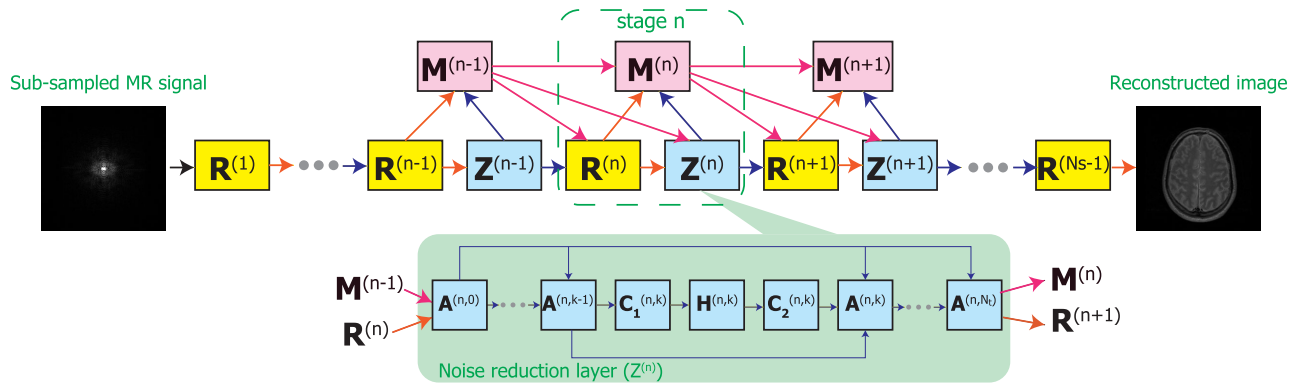 stage n
Sub-sampled MR signal
M(n-1)
M(n)
M(n+1)
Reconstructed image
R(1)
R(n-1)
Z(n-1)
R(n)
Z(n)
R(n+1)
Z(n+1)
R(Ns-1)
M(n-1)
R(n)
A(n,0)
A(n,k-1)
C1(n,k)
H(n,k)
C2(n,k)
A(n,k)
A(n,Nt)
M(n)
R(n+1)
Noise reduction layer (Z(n))